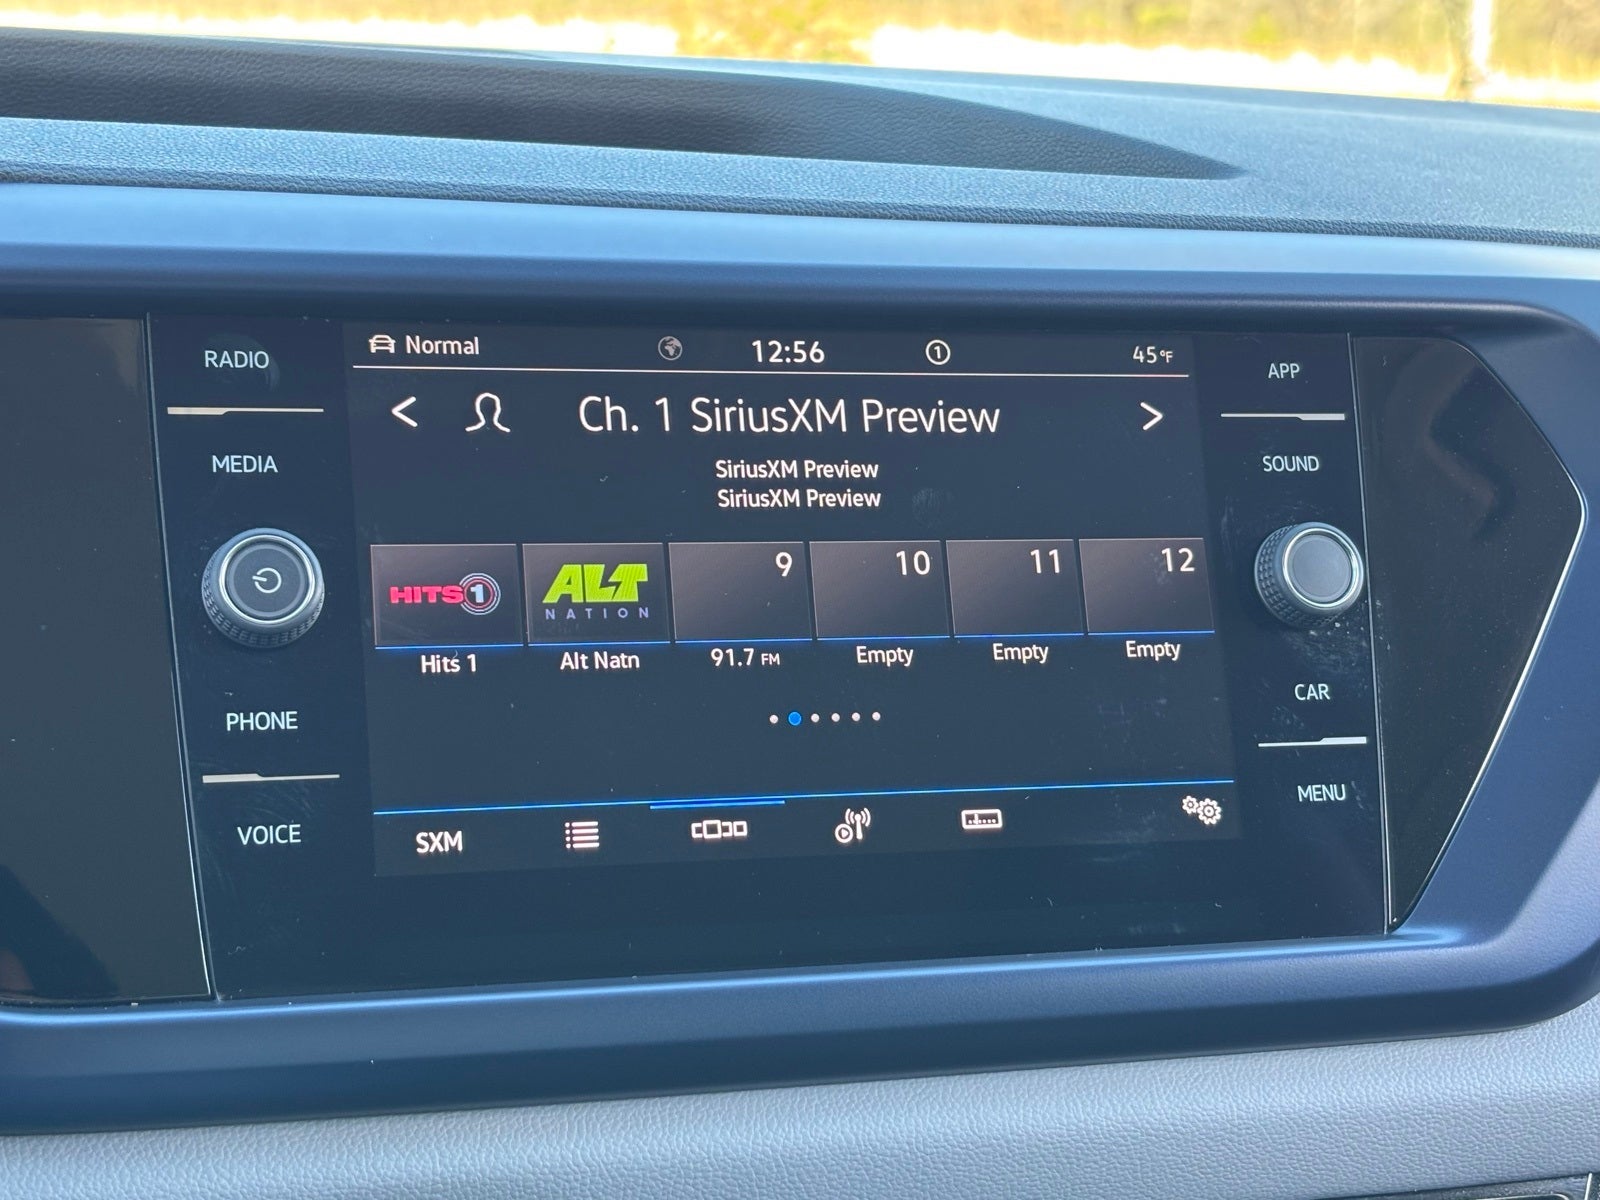 RADIO
MEDIA
PHONE
VOICE
Normal
12:56
1
45°F
Ch. 1 SiriusXM Preview
SiriusXM Preview
SiriusXM Preview
HITS 1
ALT
NATION
9
10
11
12
Hits 1
Alt Natn
91.7 FM
Empty
Empty
Empty
SXM
APP
SOUND
CAR
MENU